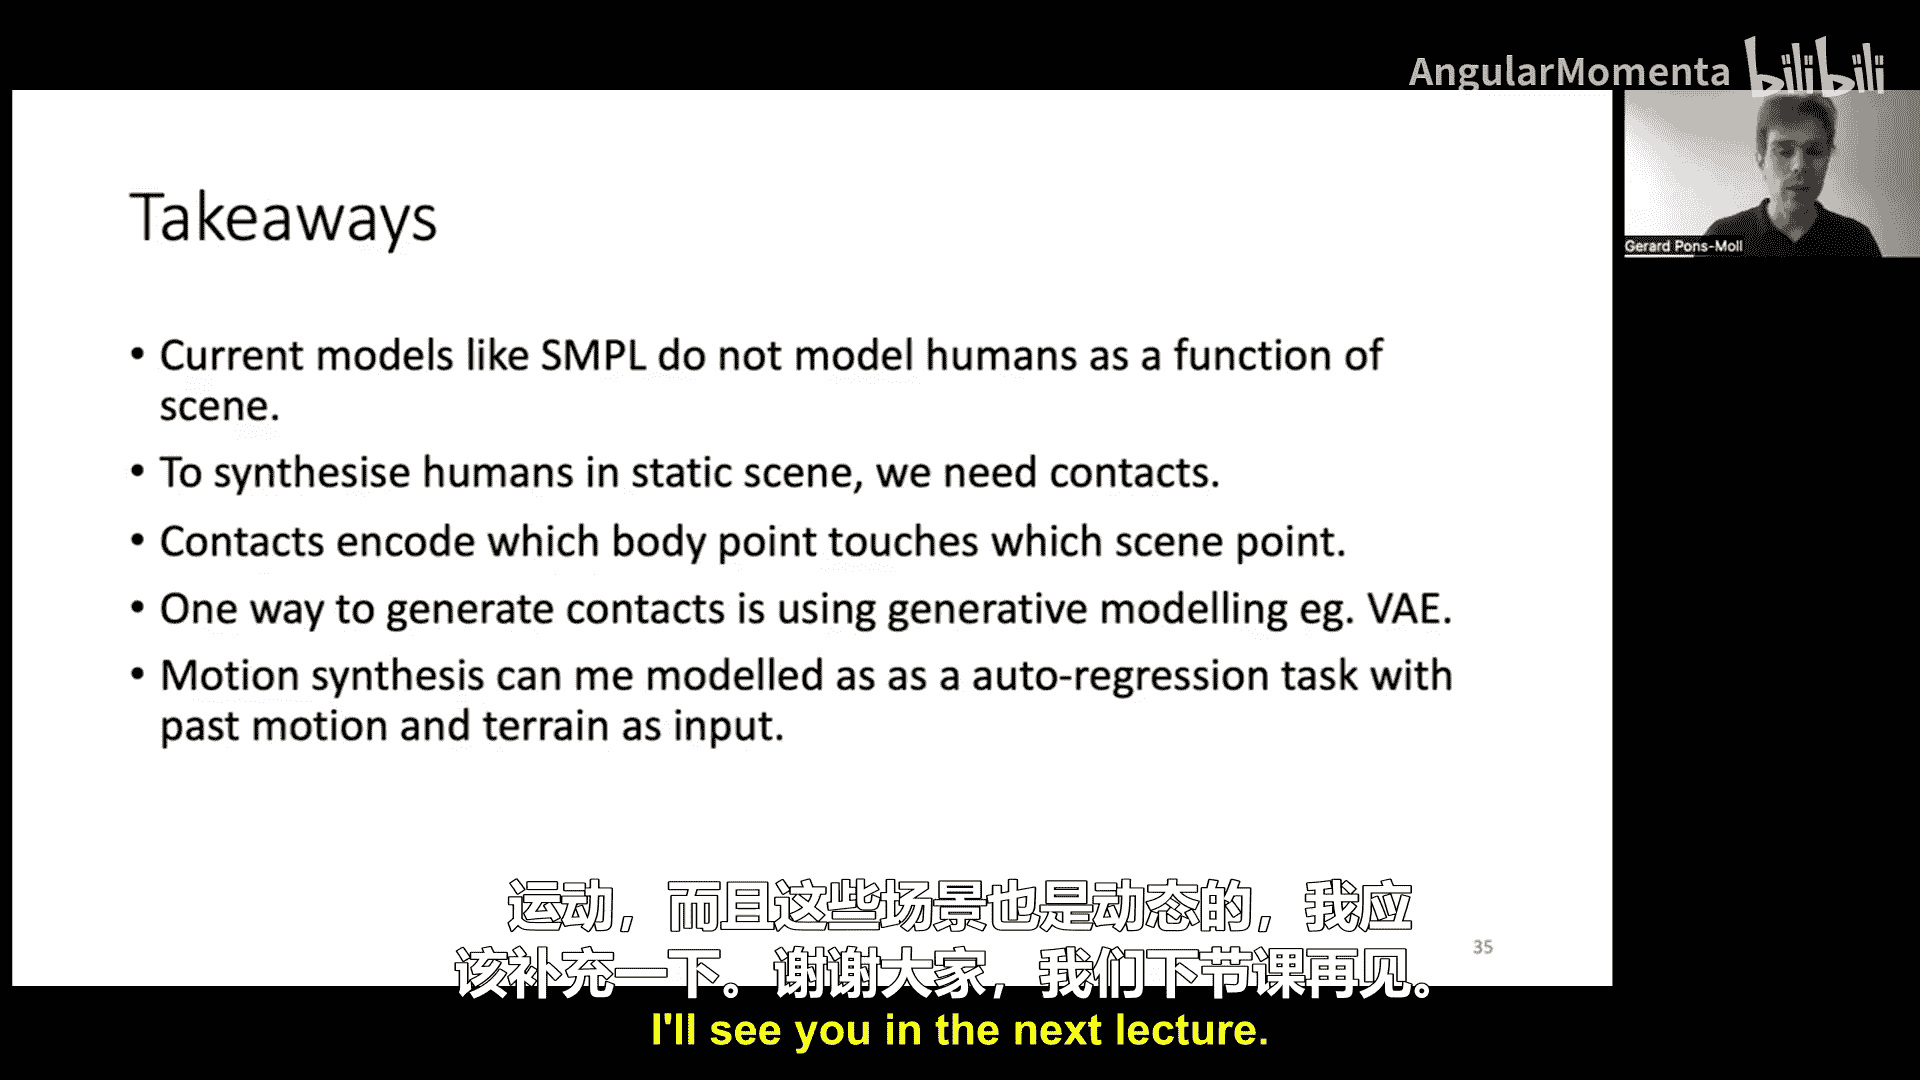 AngularMomenta bilibili
Gerard Pons-Moll
Takeaways
• Current models like SMPL do not model humans as a function of
scene.
• To synthesise humans in static scene, we need contacts.
• Contacts encode which body point touches which scene point.
• One way to generate contacts is using generative modelling eg. VAE.
• Motion synthesis can me modelled as as a auto-regression task with
past motion and terrain as input.
35
运动，而且这些场景也是动态的，我应
该补充一下。谢谢大家，我们下节课再见。
I'll see you in the next lecture.